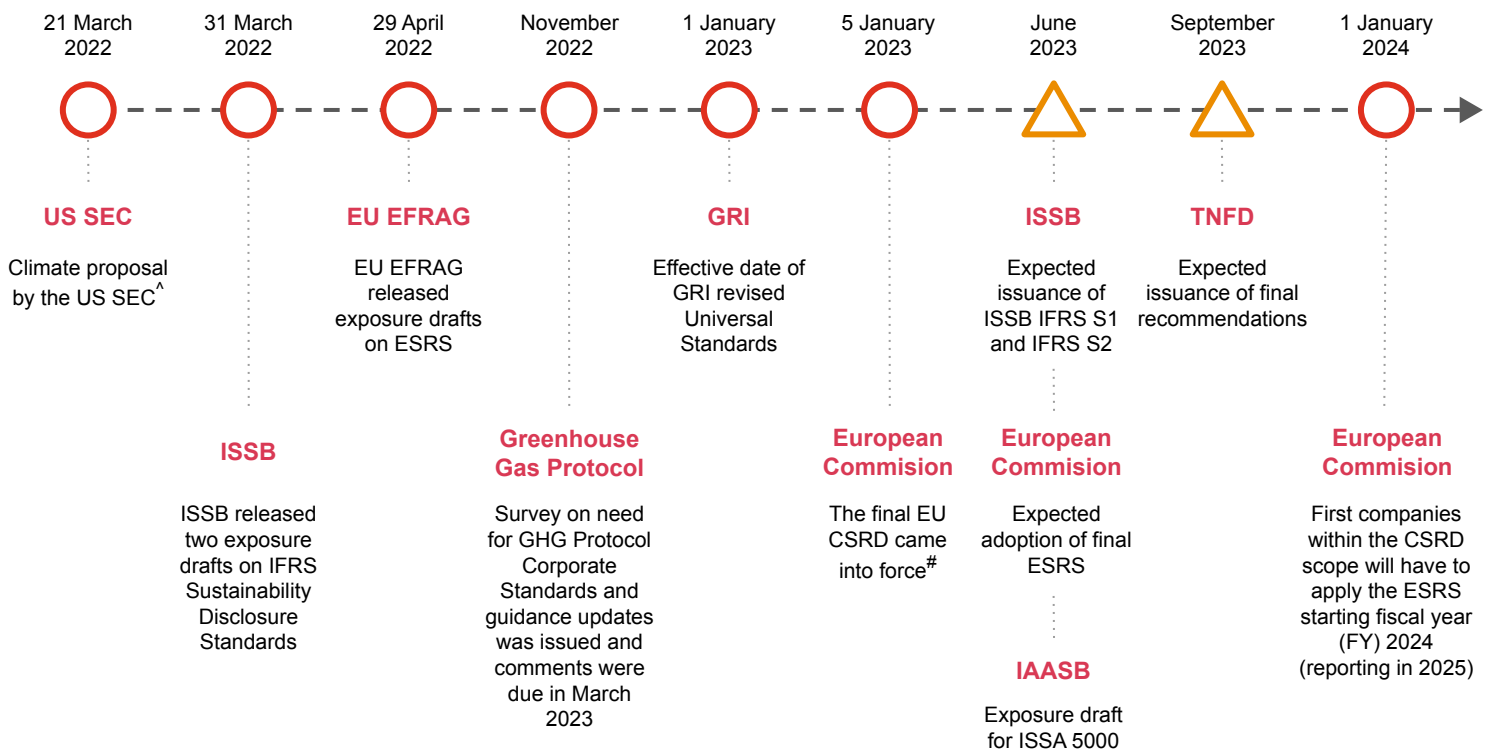 21 March
2022
31 March
2022
29 April
2022
November
2022
1 January
2023
5 January
2023
June
2023
September
2023
1 January
2024
US SEC
Climate proposal
by the US SEC^
ISSB
ISSB released
two exposure
drafts on IFRS
Sustainability
Disclosure
Standards
EU EFRAG
EU EFRAG
released
exposure drafts
on ESRS
Greenhouse
Gas Protocol
Survey on need
for GHG Protocol
Corporate
Standards and
guidance updates
was issued and
comments were
due in March
2023
GRI
Effective date of
GRI revised
Universal
Standards
European
Commision
The final EU
CSRD came
into force#
ISSB
Expected
issuance of
ISSB IFRS S1
and IFRS S2
European
Commision
Expected
adoption of final
ESRS
IAASB
Exposure draft
for ISSA 5000
TNFD
Expected
issuance of final
recommendations
European
Commision
First companies
within the CSRD
scope will have to
apply the ESRS
starting fiscal year
(FY) 2024
(reporting in 2025)